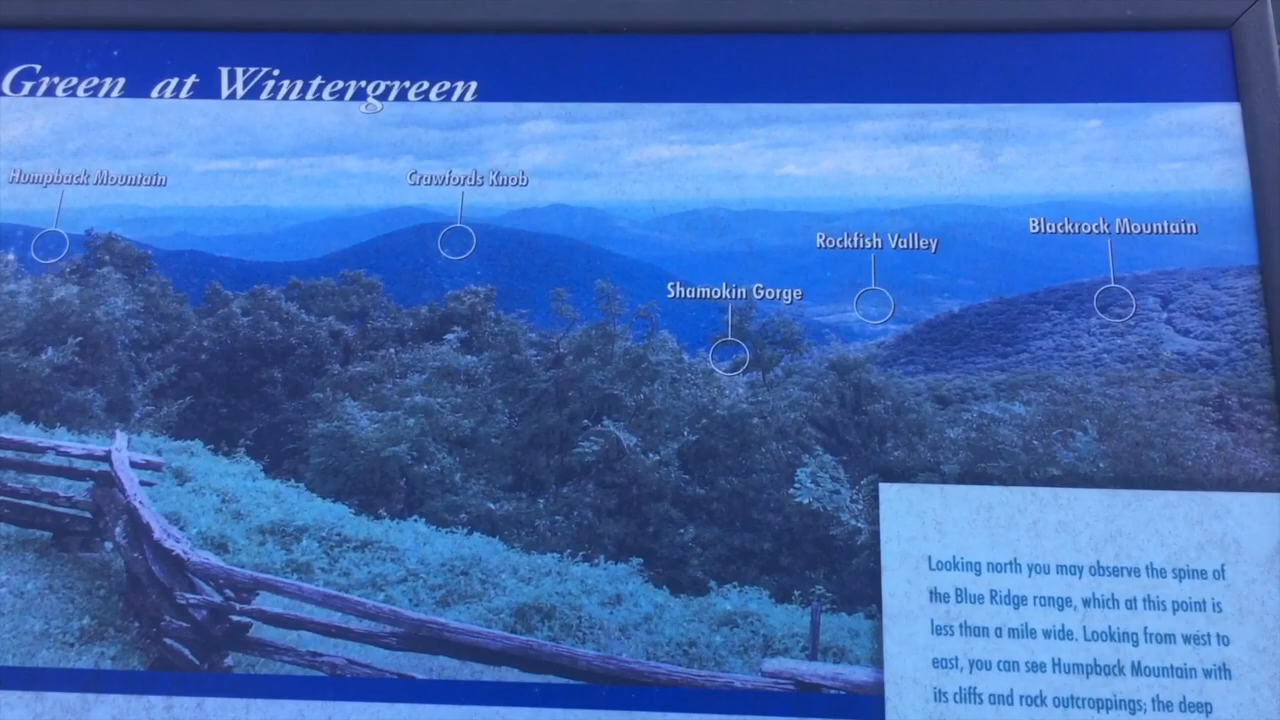 Green at Wintergreen
Humpback Mountain
Crawfords Knob
Blackrock Mountain
Rockfish Valley
Shamokin Gorge
Looking north you may observe the spine of
the Blue Ridge range, which at this point is
less than a mile wide. Looking from west to
east, you can see Humpback Mountain with
its cliffs and rock outcroppings; the deep